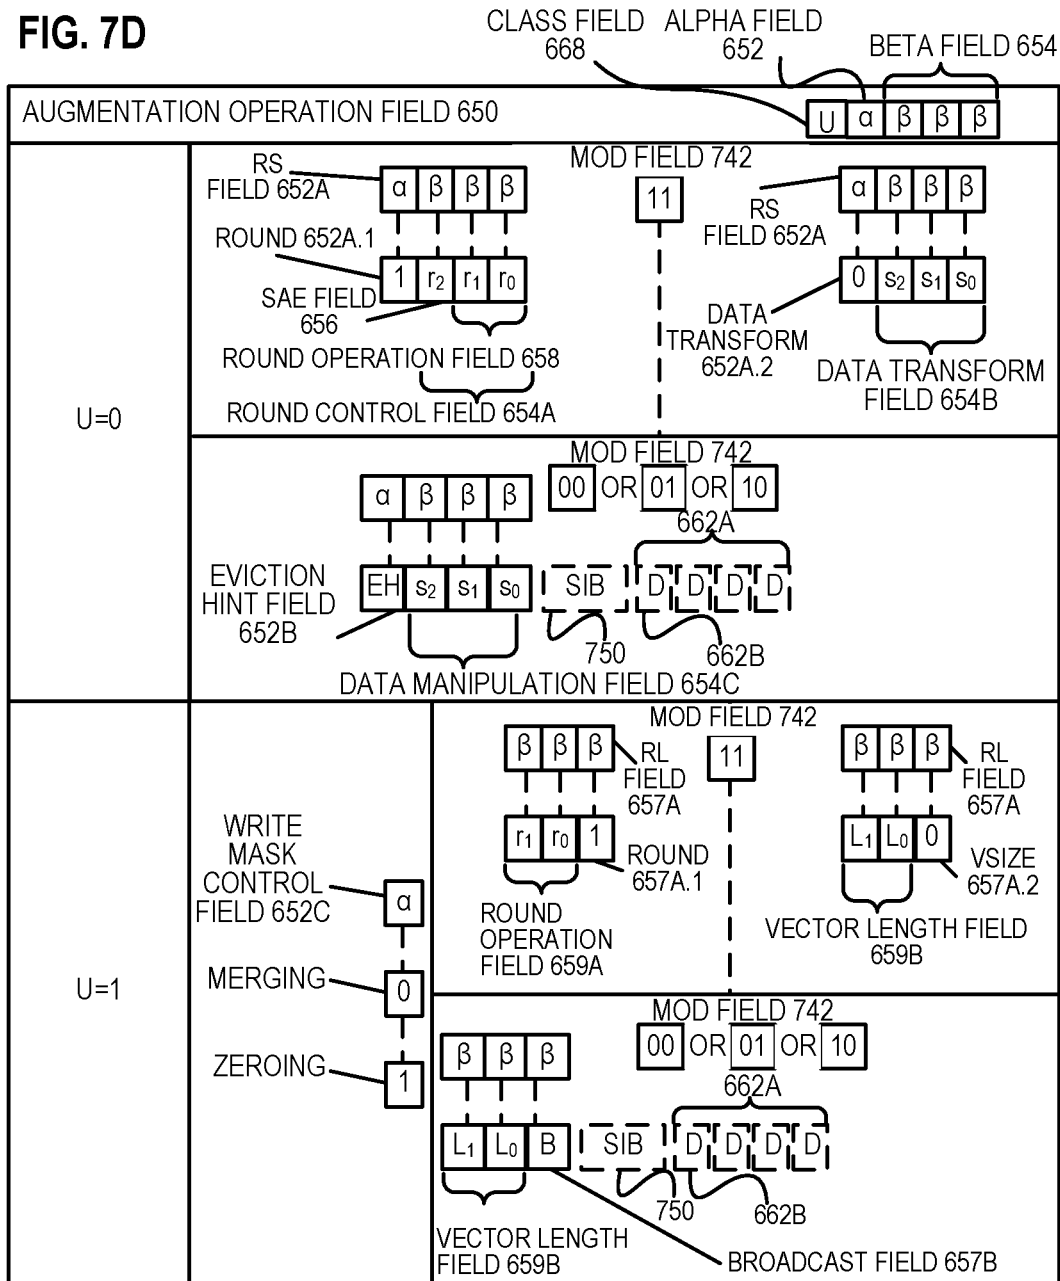 FIG. 7D
CLASS FIELD
668
ALPHA FIELD
652
BETA FIELD 654
AUGMENTATION OPERATION FIELD 650
U α β β β
U=0
MOD FIELD 742
11
RS
FIELD 652A
α β β β
ROUND 652A.1
1 r2 r1 r0
SAE FIELD
656
ROUND OPERATION FIELD 658
ROUND CONTROL FIELD 654A
α β β β
RS
FIELD 652A
0 s2 s1 s0
DATA
TRANSFORM
652A.2
DATA TRANSFORM
FIELD 654B
MOD FIELD 742
00 OR 01 OR 10
α β β β
662A
EVICTION
HINT FIELD
652B
EH s2 s1 s0 SIB D D D D
750
662B
DATA MANIPULATION FIELD 654C
U=1
WRITE
MASK
CONTROL
FIELD 652C
α
MERGING
0
ZEROING
1
MOD FIELD 742
11
β β β
RL
FIELD
657A
r1 r0 1
ROUND
657A.1
ROUND
OPERATION
FIELD 659A
β β β
RL
FIELD
657A
L1 L0 0
VSIZE
657A.2
VECTOR LENGTH FIELD
659B
MOD FIELD 742
00 OR 01 OR 10
β β β
662A
L1 L0 B SIB D D D D
750
662B
VECTOR LENGTH
FIELD 659B
BROADCAST FIELD 657B